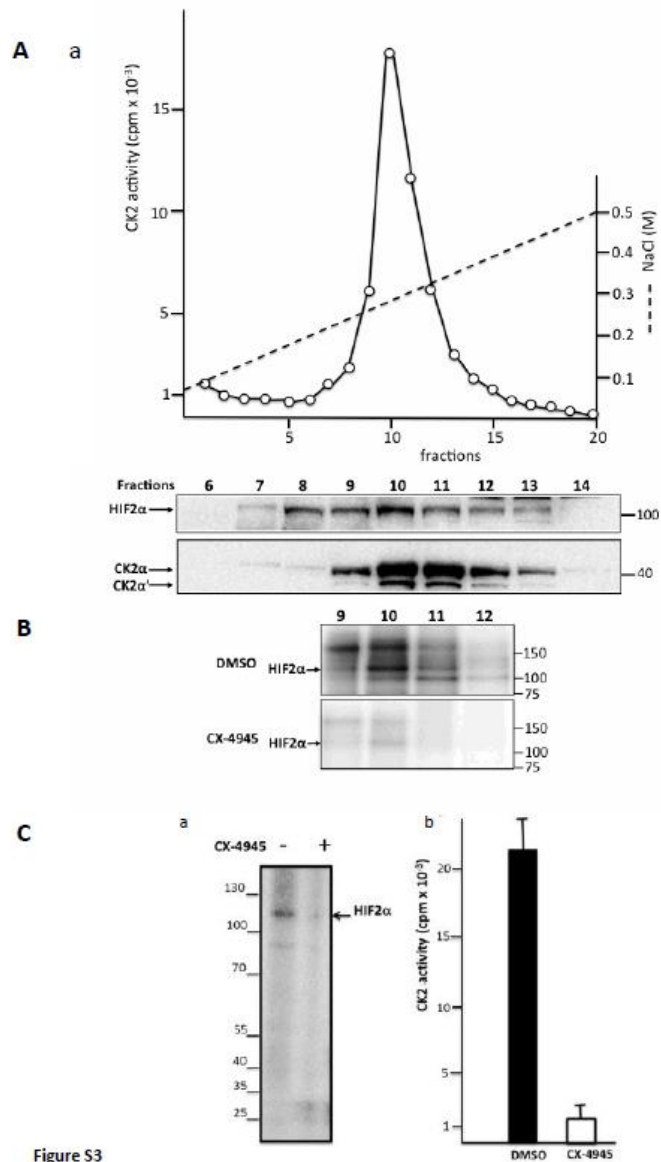 A a
CK2 activity (cpm x 10⁻³)
15
10
5
1
0.5
0.4
0.3
0.2
0.1
NaCl (M)
5 10 15 20
fractions
Fractions 6 7 8 9 10 11 12 13 14
HIF2α 100
CK2α 40
CK2α'
B
9 10 11 12
DMSO HIF2α
150
100
75
CX-4945 HIF2α
150
100
75
C
a
CX-4945 - +
130
100
70
55
40
35
25
HIF2α
b
CK2 activity (cpm x 10⁻³)
20
15
10
5
1
DMSO CX-4945
Figure S3